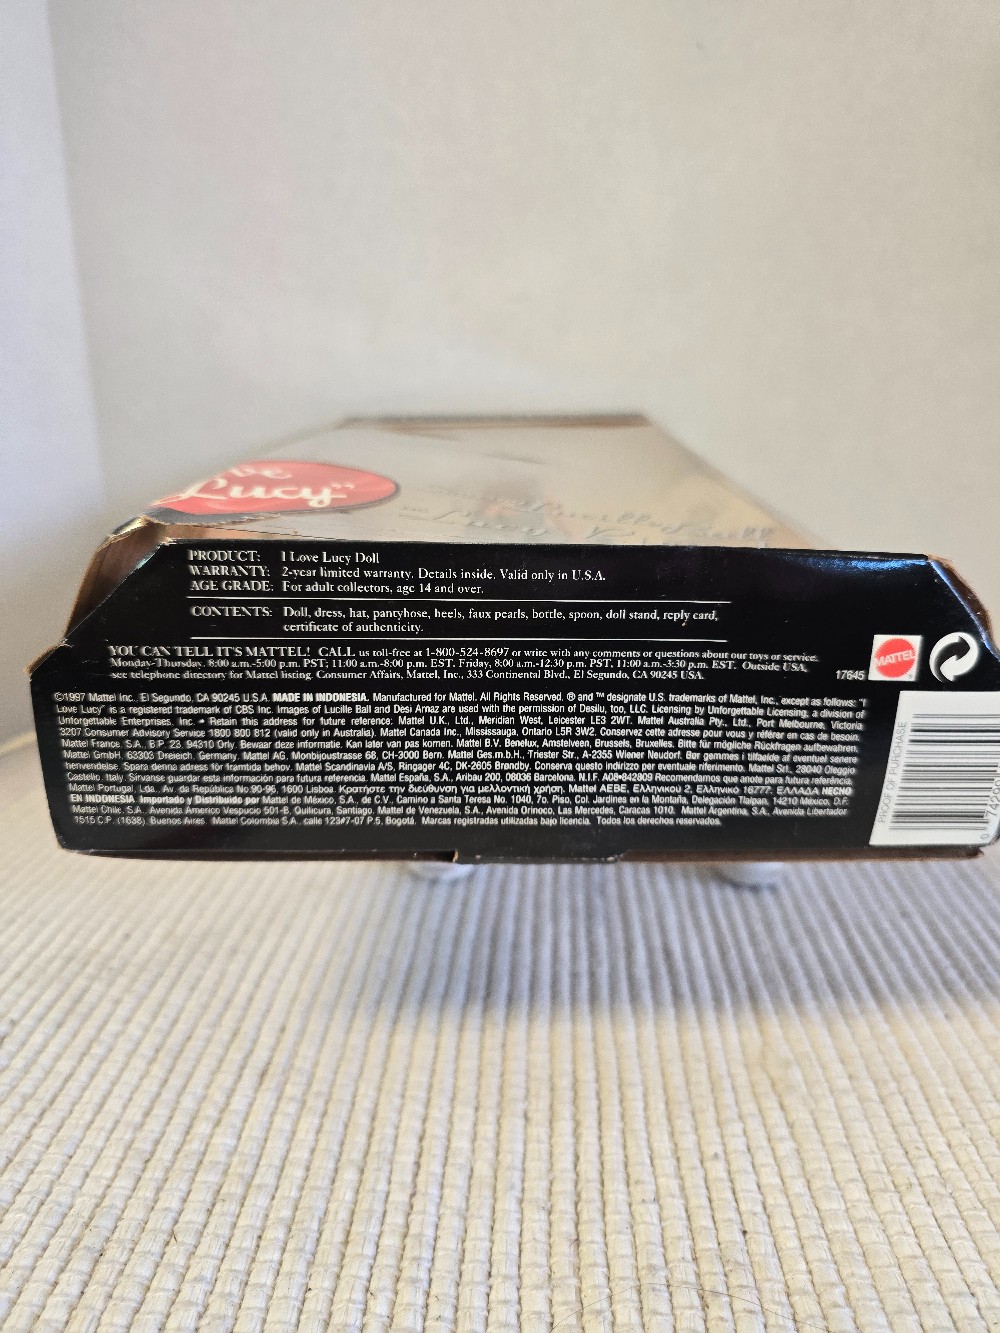 Lucy"
PRODUCT: I Love Lucy Doll
WARRANTY: 2-year limited warranty. Details inside. Valid only in U.S.A.
AGE GRADE: For adult collectors, age 14 and over.
CONTENTS: Doll, dress, hat, pantyhose, heels, faux pearls, bottle, spoon, doll stand, reply card,
certificate of authenticity.
YOU CAN TELL IT'S MATTEL! CALL us toll-free at 1-800-524-8697 or write with any comments or questions about our toys or service.
Monday-Thursday, 8:00 a.m.-5:00 p.m. PST; 11:00 a.m.-8:00 p.m. EST. Friday, 8:00 a.m.-12:30 p.m. PST, 11:00 a.m.-3:30 p.m. EST. Outside USA,
see telephone directory for Mattel listing. Consumer Affairs, Mattel, Inc., 333 Continental Blvd., El Segundo, CA 90245 USA.
17645
MATTEL
©1997 Mattel Inc., El Segundo, CA 90245 U.S.A. MADE IN INDONESIA. Manufactured for Mattel. All Rights Reserved. ® and ™ designate U.S. trademarks of Mattel, Inc., except as follows: "I
Love Lucy" is a registered trademark of CBS Inc. Images of Lucille Ball and Desi Arnaz are used with the permission of Desilu, too, LLC. Licensing by Unforgettable Licensing, a division of
Unforgettable Enterprises, Inc. • Retain this address for future reference: Mattel U.K., Ltd., Meridian West, Leicester LE3 2WT. Mattel Australia Pty., Ltd., Port Melbourne, Victoria
3207 Consumer Advisory Service 1800 800 812 (valid only in Australia). Mattel Canada Inc., Mississauga, Ontario L5R 3W2. Conservez cette adresse pour vous y référer en cas de besoin.
Mattel France, S.A., B.P. 23, 94310 Orly. Bewaar deze informatie. Kan later van pas komen. Mattel B.V. Benelux, Amstelveen, Brussels, Bruxelles. Bitte für mögliche Rückfragen aufbewahren.
Mattel GmbH, 63303 Dreieich, Germany. Mattel AG, Monbijoustrasse 68, CH-3000 Bern. Mattel Ges.m.b.H., Triester Str., A-2355 Wiener Neudorf. Bør gemmes i tilfælde af eventuel senere
henvendelse. Spara denna adress för framtida behov. Mattel Scandinavia A/S, Ringager 4C, DK-2605 Brøndby. Conserva questo indirizzo per eventuale riferimento. Mattel Srl., 28040 Oleggio
Castello, Italy. Sirvanse guardar esta información para futura referencia. Mattel España, S.A., Aribau 200, 08036 Barcelona. N.I.F. A08-842809 Recomendamos que anote para futura referência.
Mattel Portugal, Lda., Av. da República No.90-96, 1600 Lisboa. Κρατήστε την διεύθυνση για μελλοντική χρήση. Mattel AEBE, Ελληνικού 2, Ελληνικό 16777, ΕΛΛΑΔΑ HECHO
EN INDONESIA. Importado y Distribuido por Mattel de México, S.A., de C.V., Camino a Santa Teresa No. 1040, 7o. Piso, Col. Jardines en la Montaña, Delegación Tlalpan, 14210 México, D.F.
Mattel Chile, S.A., Avenida Américo Vespucio 501-B, Quilicura, Santiago. Mattel de Venezuela, S.A., Avenida Orinoco, Las Mercedes, Caracas 1010. Mattel Argentina, S.A., Avenida Libertador
1515 C.P. (1638), Buenos Aires. Mattel Colombia S.A., calle 123#7-07 P.5, Bogotá. Marcas registradas utilizadas bajo licencia. Todos los derechos reservados.
PROOF OF PURCHASE